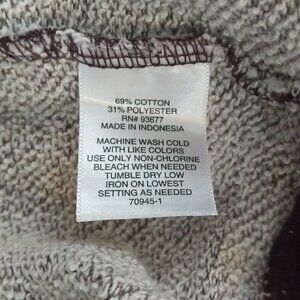 69% COTTON
31% POLYESTER
RN# 93677
MADE IN INDONESIA
MACHINE WASH COLD
WITH LIKE COLORS
USE ONLY NON-CHLORINE
BLEACH WHEN NEEDED
TUMBLE DRY LOW
IRON ON LOWEST
SETTING AS NEEDED
70945-1